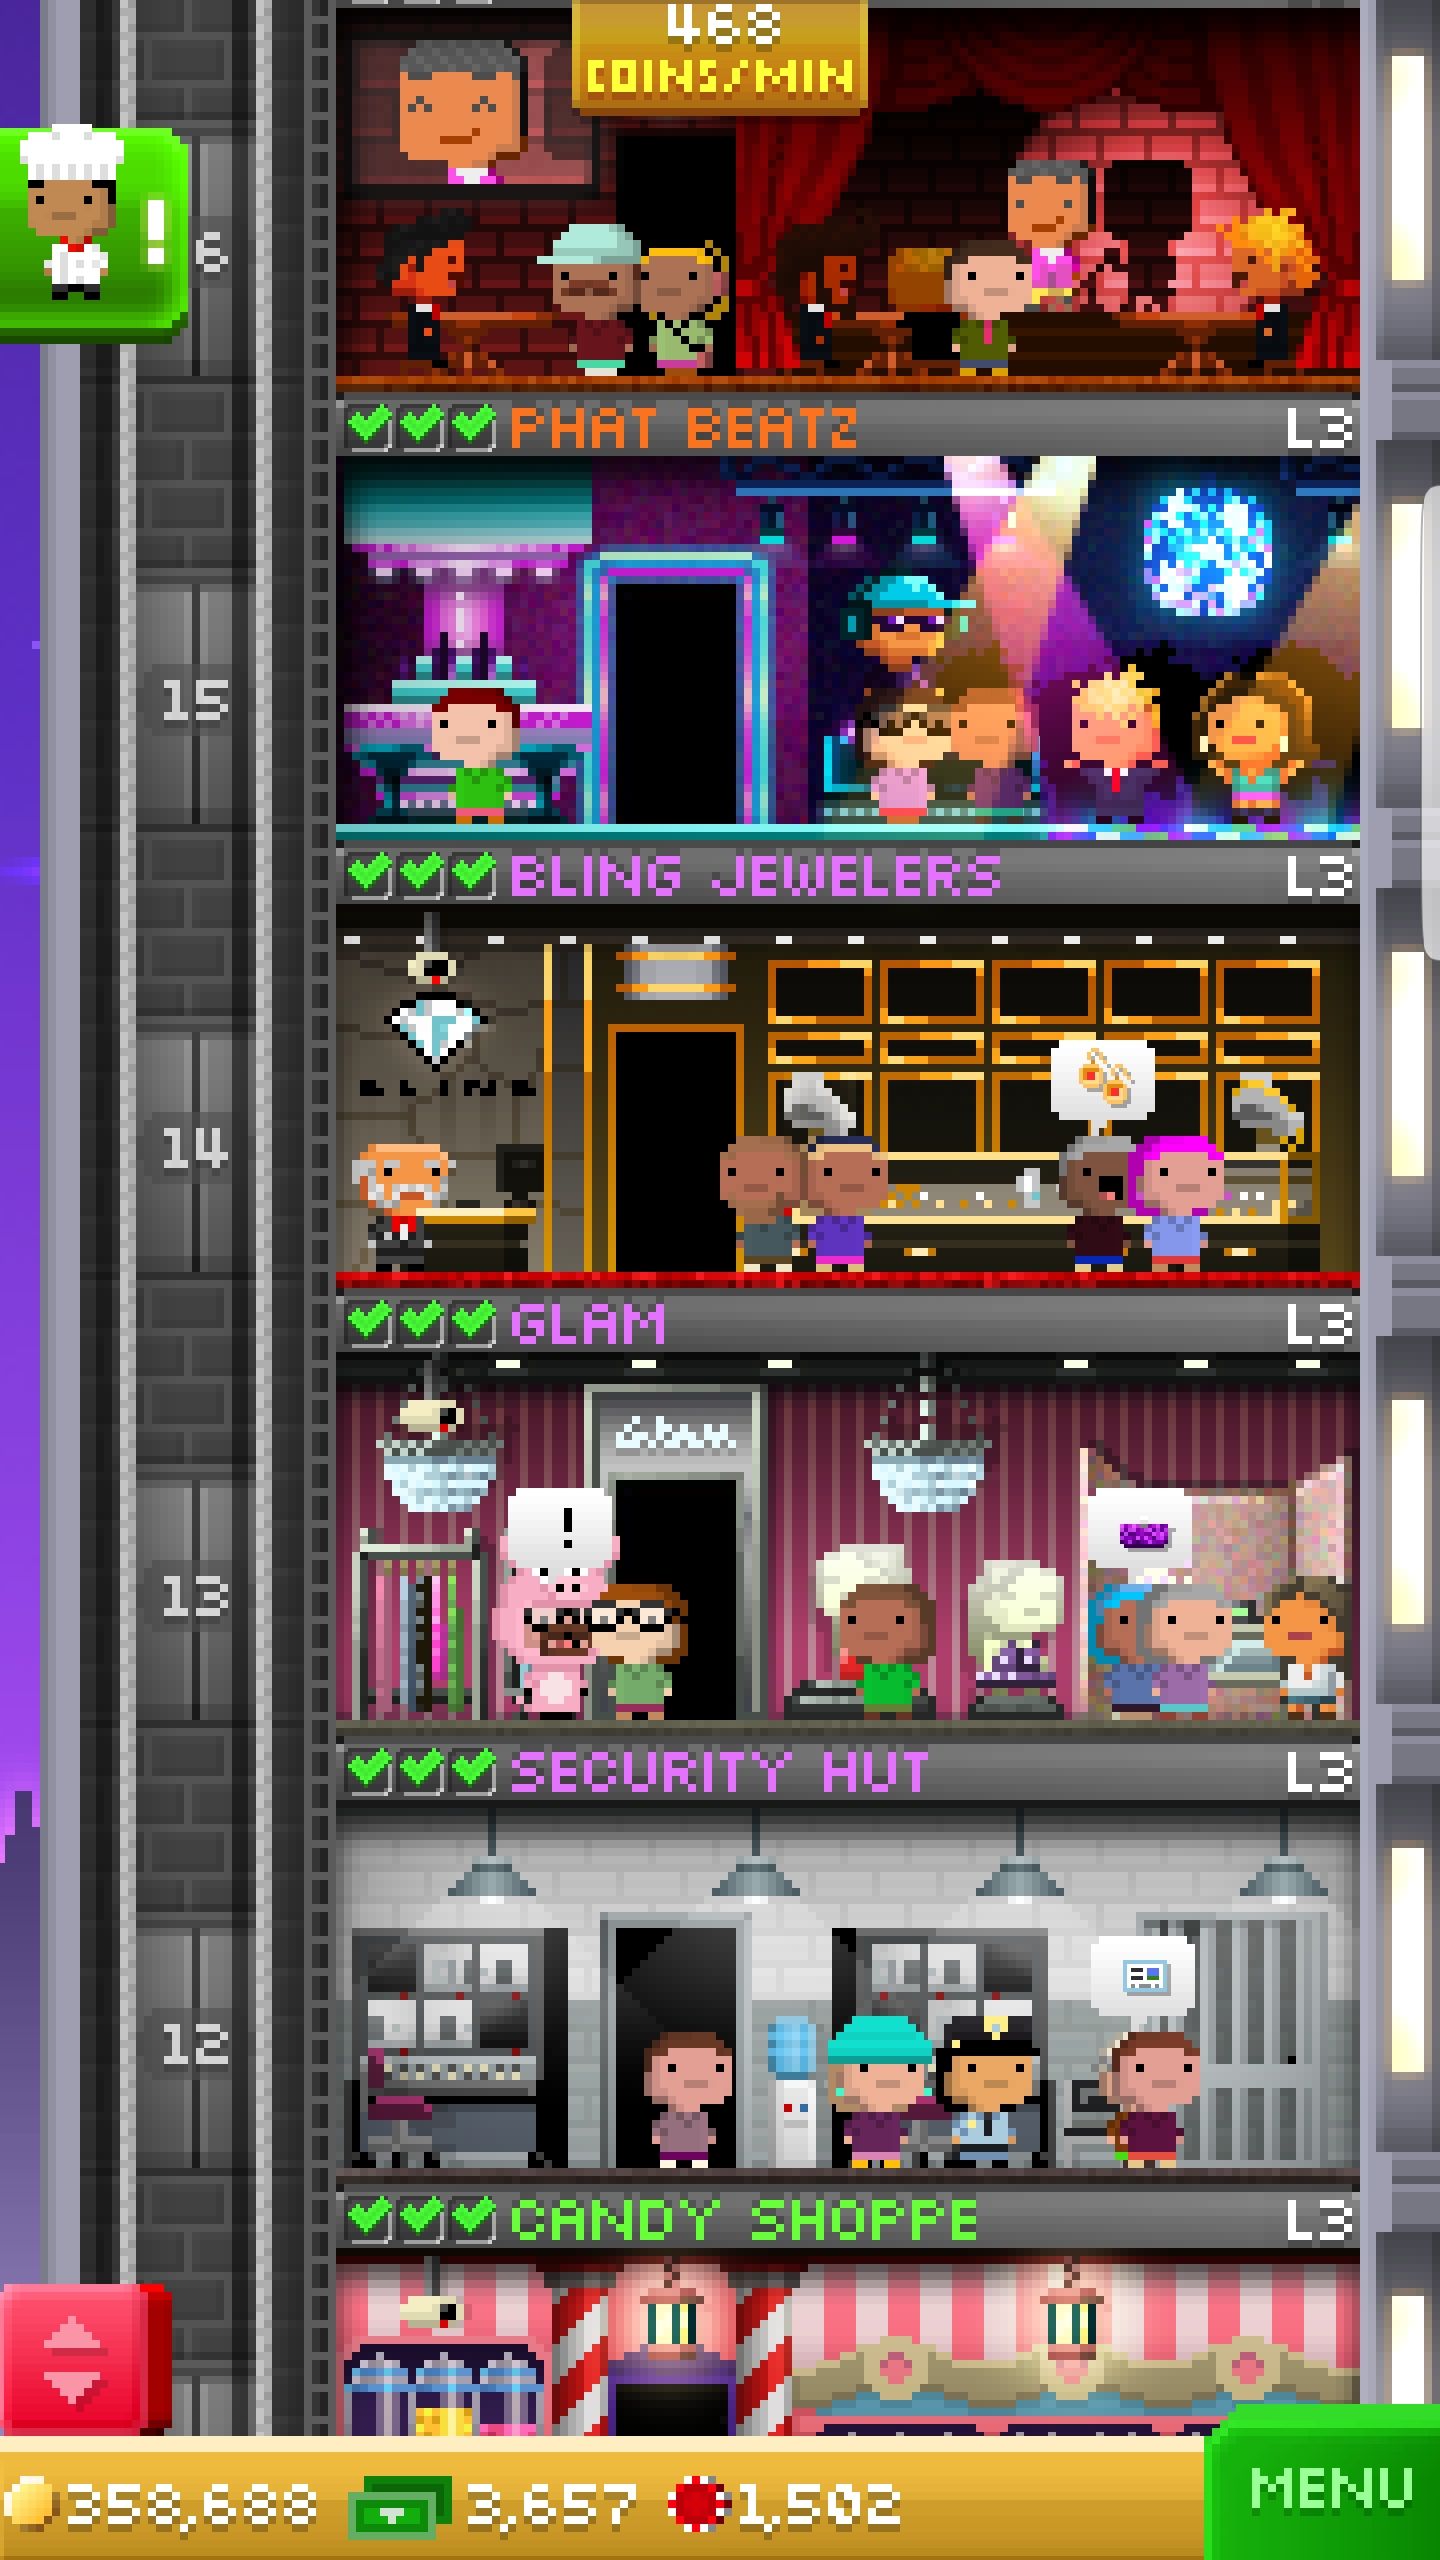 468
COINS/MIN
!
6
PHAT BEATZ L3
15
BLING JEWELERS L3
BLING
14
GLAM L3
Glam
!
13
SECURITY HUT L3
12
CANDY SHOPPE L3
358,688 3,657 1,502
MENU